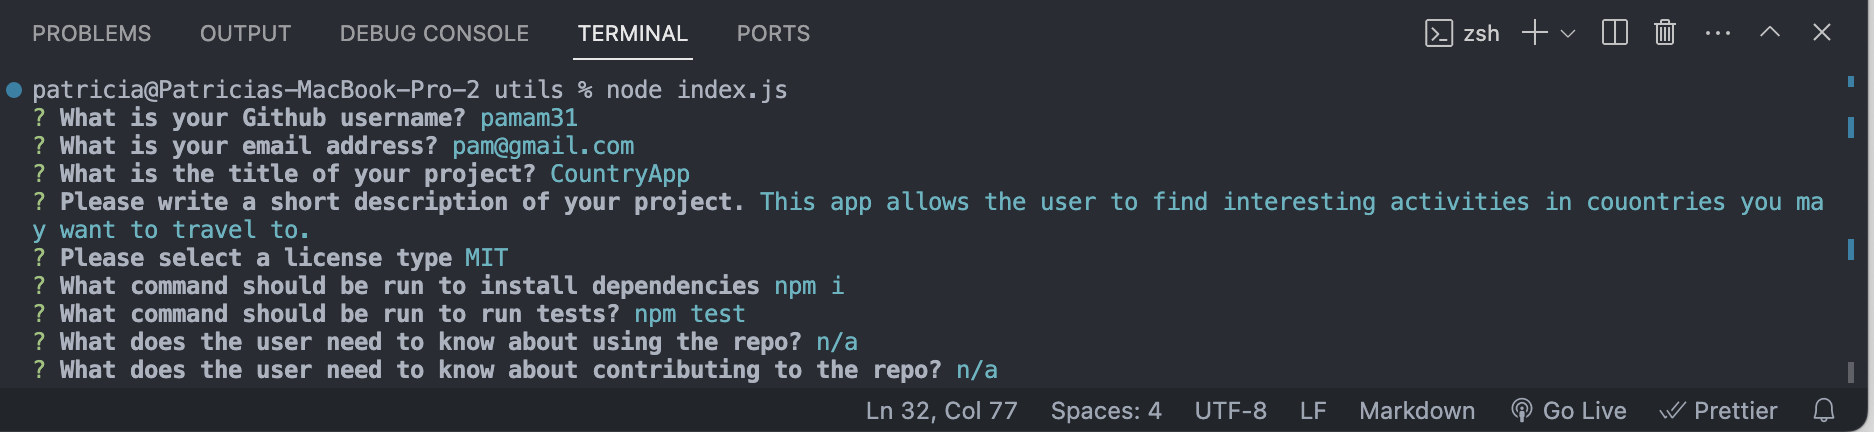 PROBLEMS OUTPUT DEBUG CONSOLE TERMINAL PORTS zsh
patricia@Patricias-MacBook-Pro-2 utils % node index.js
? What is your Github username? pamam31
? What is your email address? pam@gmail.com
? What is the title of your project? CountryApp
? Please write a short description of your project. This app allows the user to find interesting activities in couontries you ma
y want to travel to.
? Please select a license type MIT
? What command should be run to install dependencies npm i
? What command should be run to run tests? npm test
? What does the user need to know about using the repo? n/a
? What does the user need to know about contributing to the repo? n/a
Ln 32, Col 77 Spaces: 4 UTF-8 LF Markdown Go Live Prettier